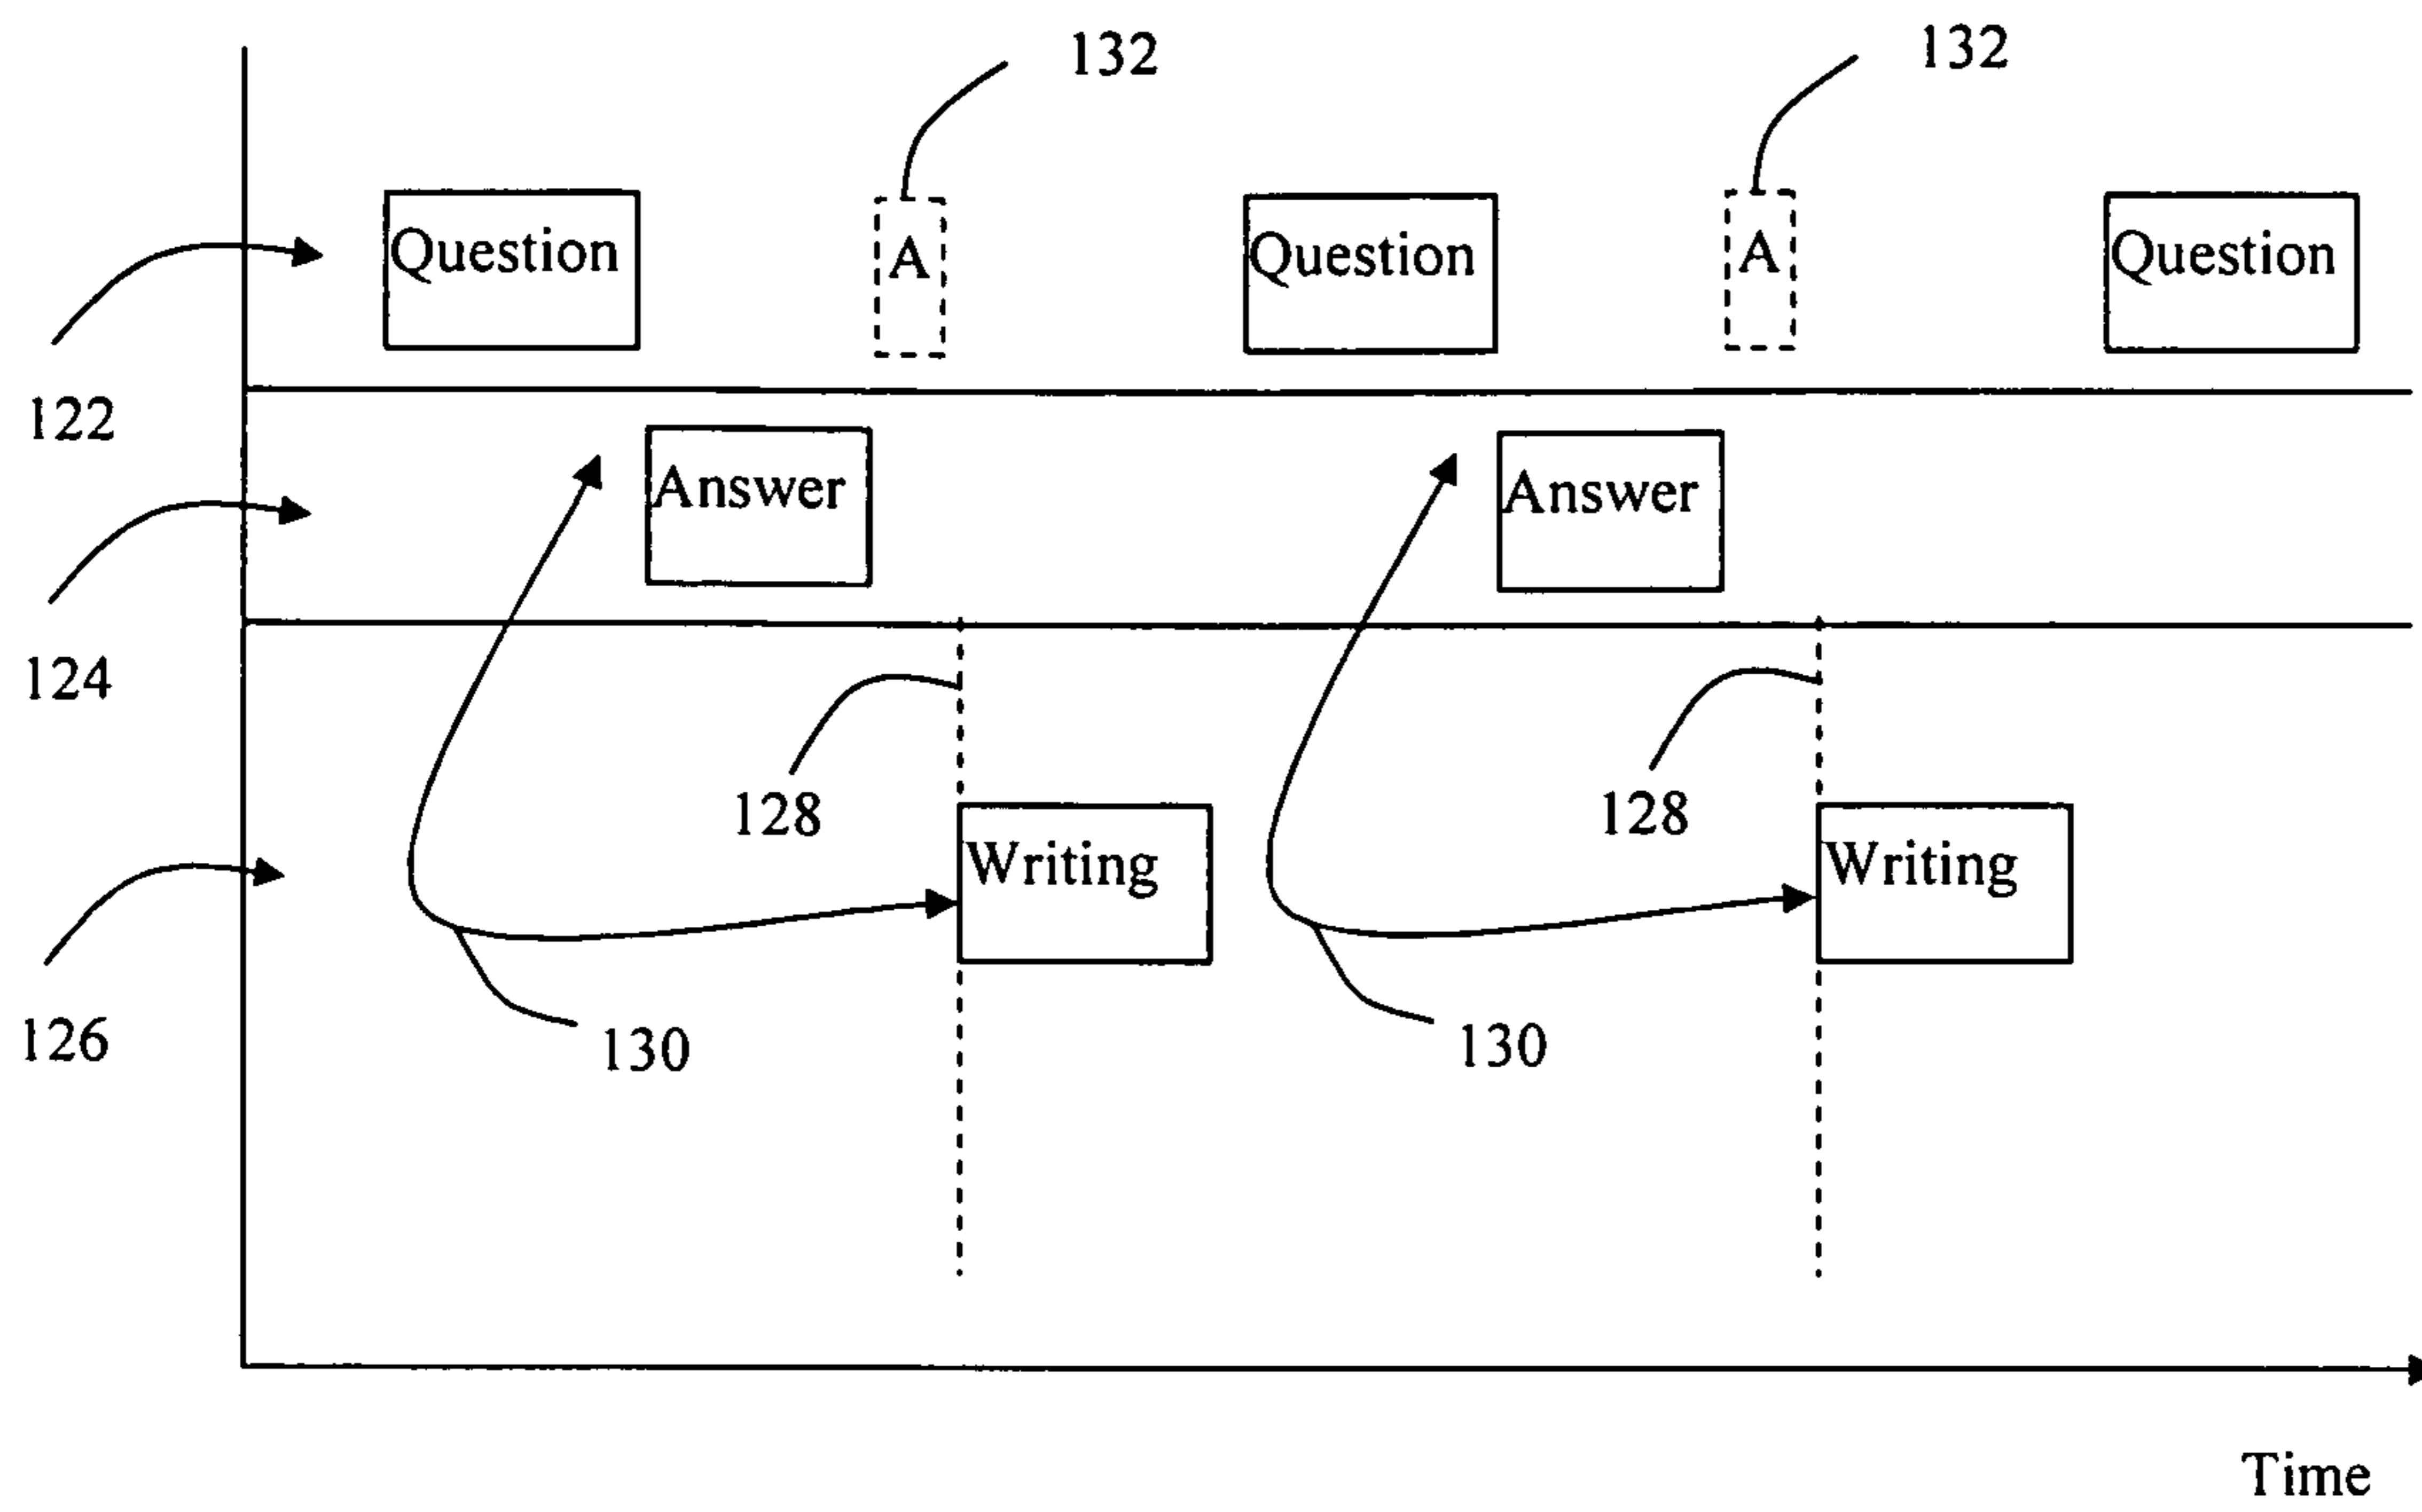 132 132
Question A Question A Question
122
Answer Answer
124
128 128
Writing Writing
126 130 130
Time